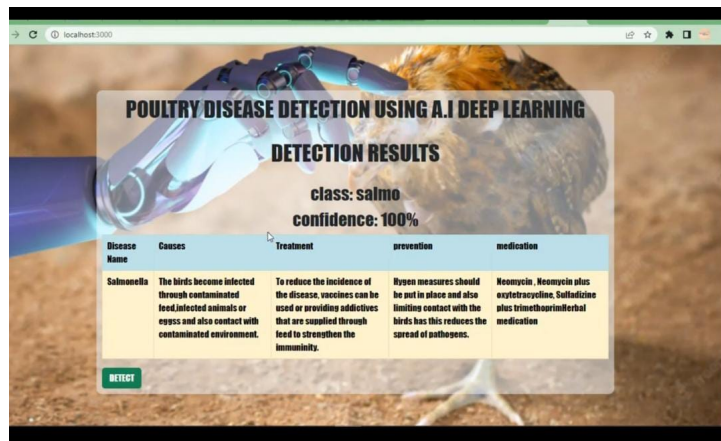 localhost:3000
POULTRY DISEASE DETECTION USING A.I DEEP LEARNING
DETECTION RESULTS
class: salmo
confidence: 100%
Disease Name
Causes
Treatment
prevention
medication
Salmonella
The birds become infected
through contaminated
feed,infected animals or
eggss and also contact with
contaminated environment.
To reduce the incidence of
the disease, vaccines can be
used or providing addictives
that are supplied through
feed to strengthen the
immuninity.
Hygen measures should
be put in place and also
limiting contact with the
birds has this reduces the
spread of pathogens.
Neomycin , Neomycin plus
oxytetracycline, Sulfadizine
plus trimethoprimHerbal
medication
DETECT